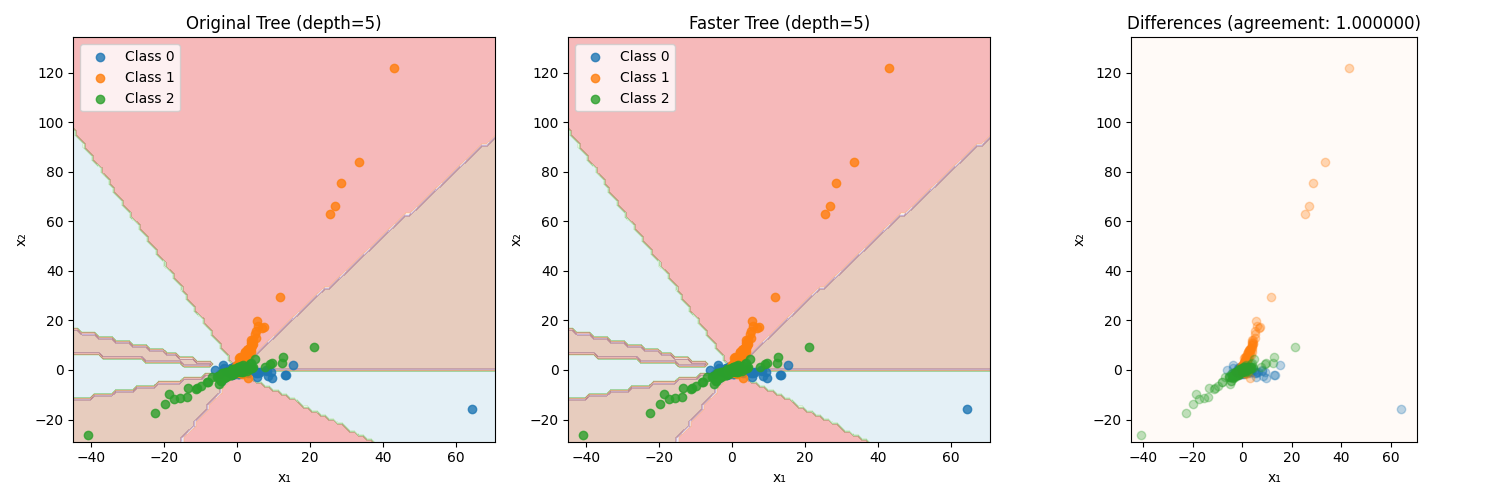 Original Tree (depth=5)
Class 0
Class 1
Class 2
120
100
80
60
40
20
0
−20
x₂
−40
−20
0
20
40
60
x₁
Faster Tree (depth=5)
Class 0
Class 1
Class 2
120
100
80
60
40
20
0
−20
x₂
−40
−20
0
20
40
60
x₁
Differences (agreement: 1.000000)
120
100
80
60
40
20
0
−20
x₂
−40
−20
0
20
40
60
x₁